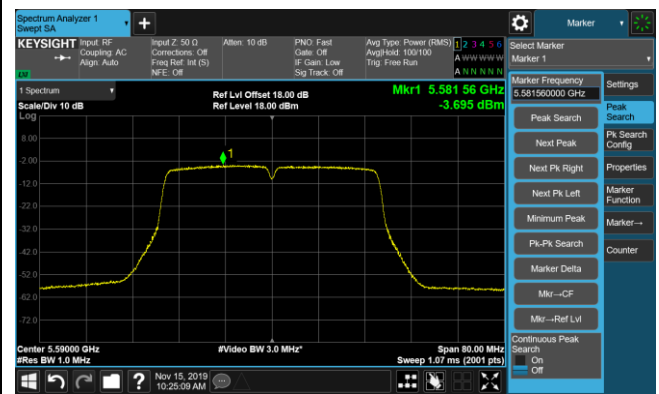 Spectrum Analyzer 1
Swept SA
+
Marker
KEYSIGHT
Input: RF
Coupling: AC
Align: Auto
Input Z: 50 Ω
Corrections: Off
Freq Ref: Int (S)
NFE: Off
Atten: 10 dB
PNO: Fast
Gate: Off
IF Gain: Low
Sig Track: Off
Avg Type: Power (RMS)
Avg|Hold: 100/100
Trig: Free Run
1 2 3 4 5 6
A W W W W W
A N N N N N
LXI
Select Marker
Marker 1
1 Spectrum
Scale/Div 10 dB
Log
Ref Lvl Offset 18.00 dB
Ref Level 18.00 dBm
Mkr1 5.581 56 GHz
-3.695 dBm
8.00
-2.00
-12.0
-22.0
-32.0
-42.0
-52.0
-62.0
-72.0
1
Center 5.59000 GHz
#Res BW 1.0 MHz
#Video BW 3.0 MHz*
Span 80.00 MHz
Sweep 1.07 ms (2001 pts)
Marker Frequency
5.581560000 GHz
Peak Search
Next Peak
Next Pk Right
Next Pk Left
Minimum Peak
Pk-Pk Search
Marker Delta
Mkr→CF
Mkr→Ref Lvl
Continuous Peak
Search
On
Off
Settings
Peak
Search
Pk Search
Config
Properties
Marker
Function
Marker→
Counter
?
Nov 15, 2019
10:25:09 AM